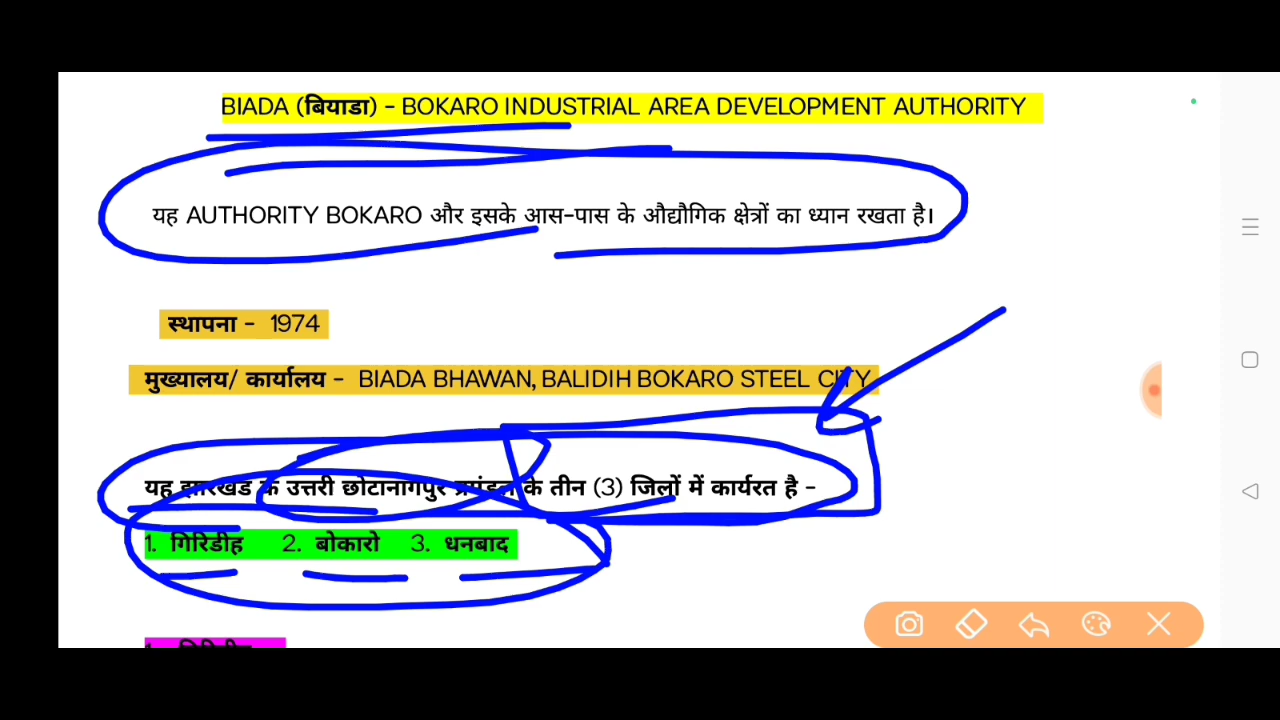 BIADA (बियाडा) - BOKARO INDUSTRIAL AREA DEVELOPMENT AUTHORITY
यह AUTHORITY BOKARO और इसके आस-पास के औद्यौगिक क्षेत्रों का ध्यान रखता है।
स्थापना - 1974
मुख्यालय/ कार्यालय - BIADA BHAWAN, BALIDIH BOKARO STEEL CITY
यह झारखंड के उत्तरी छोटानागपुर प्रमंडल के तीन (3) जिलों में कार्यरत है -
1. गिरिडीह 2. बोकारो 3. धनबाद